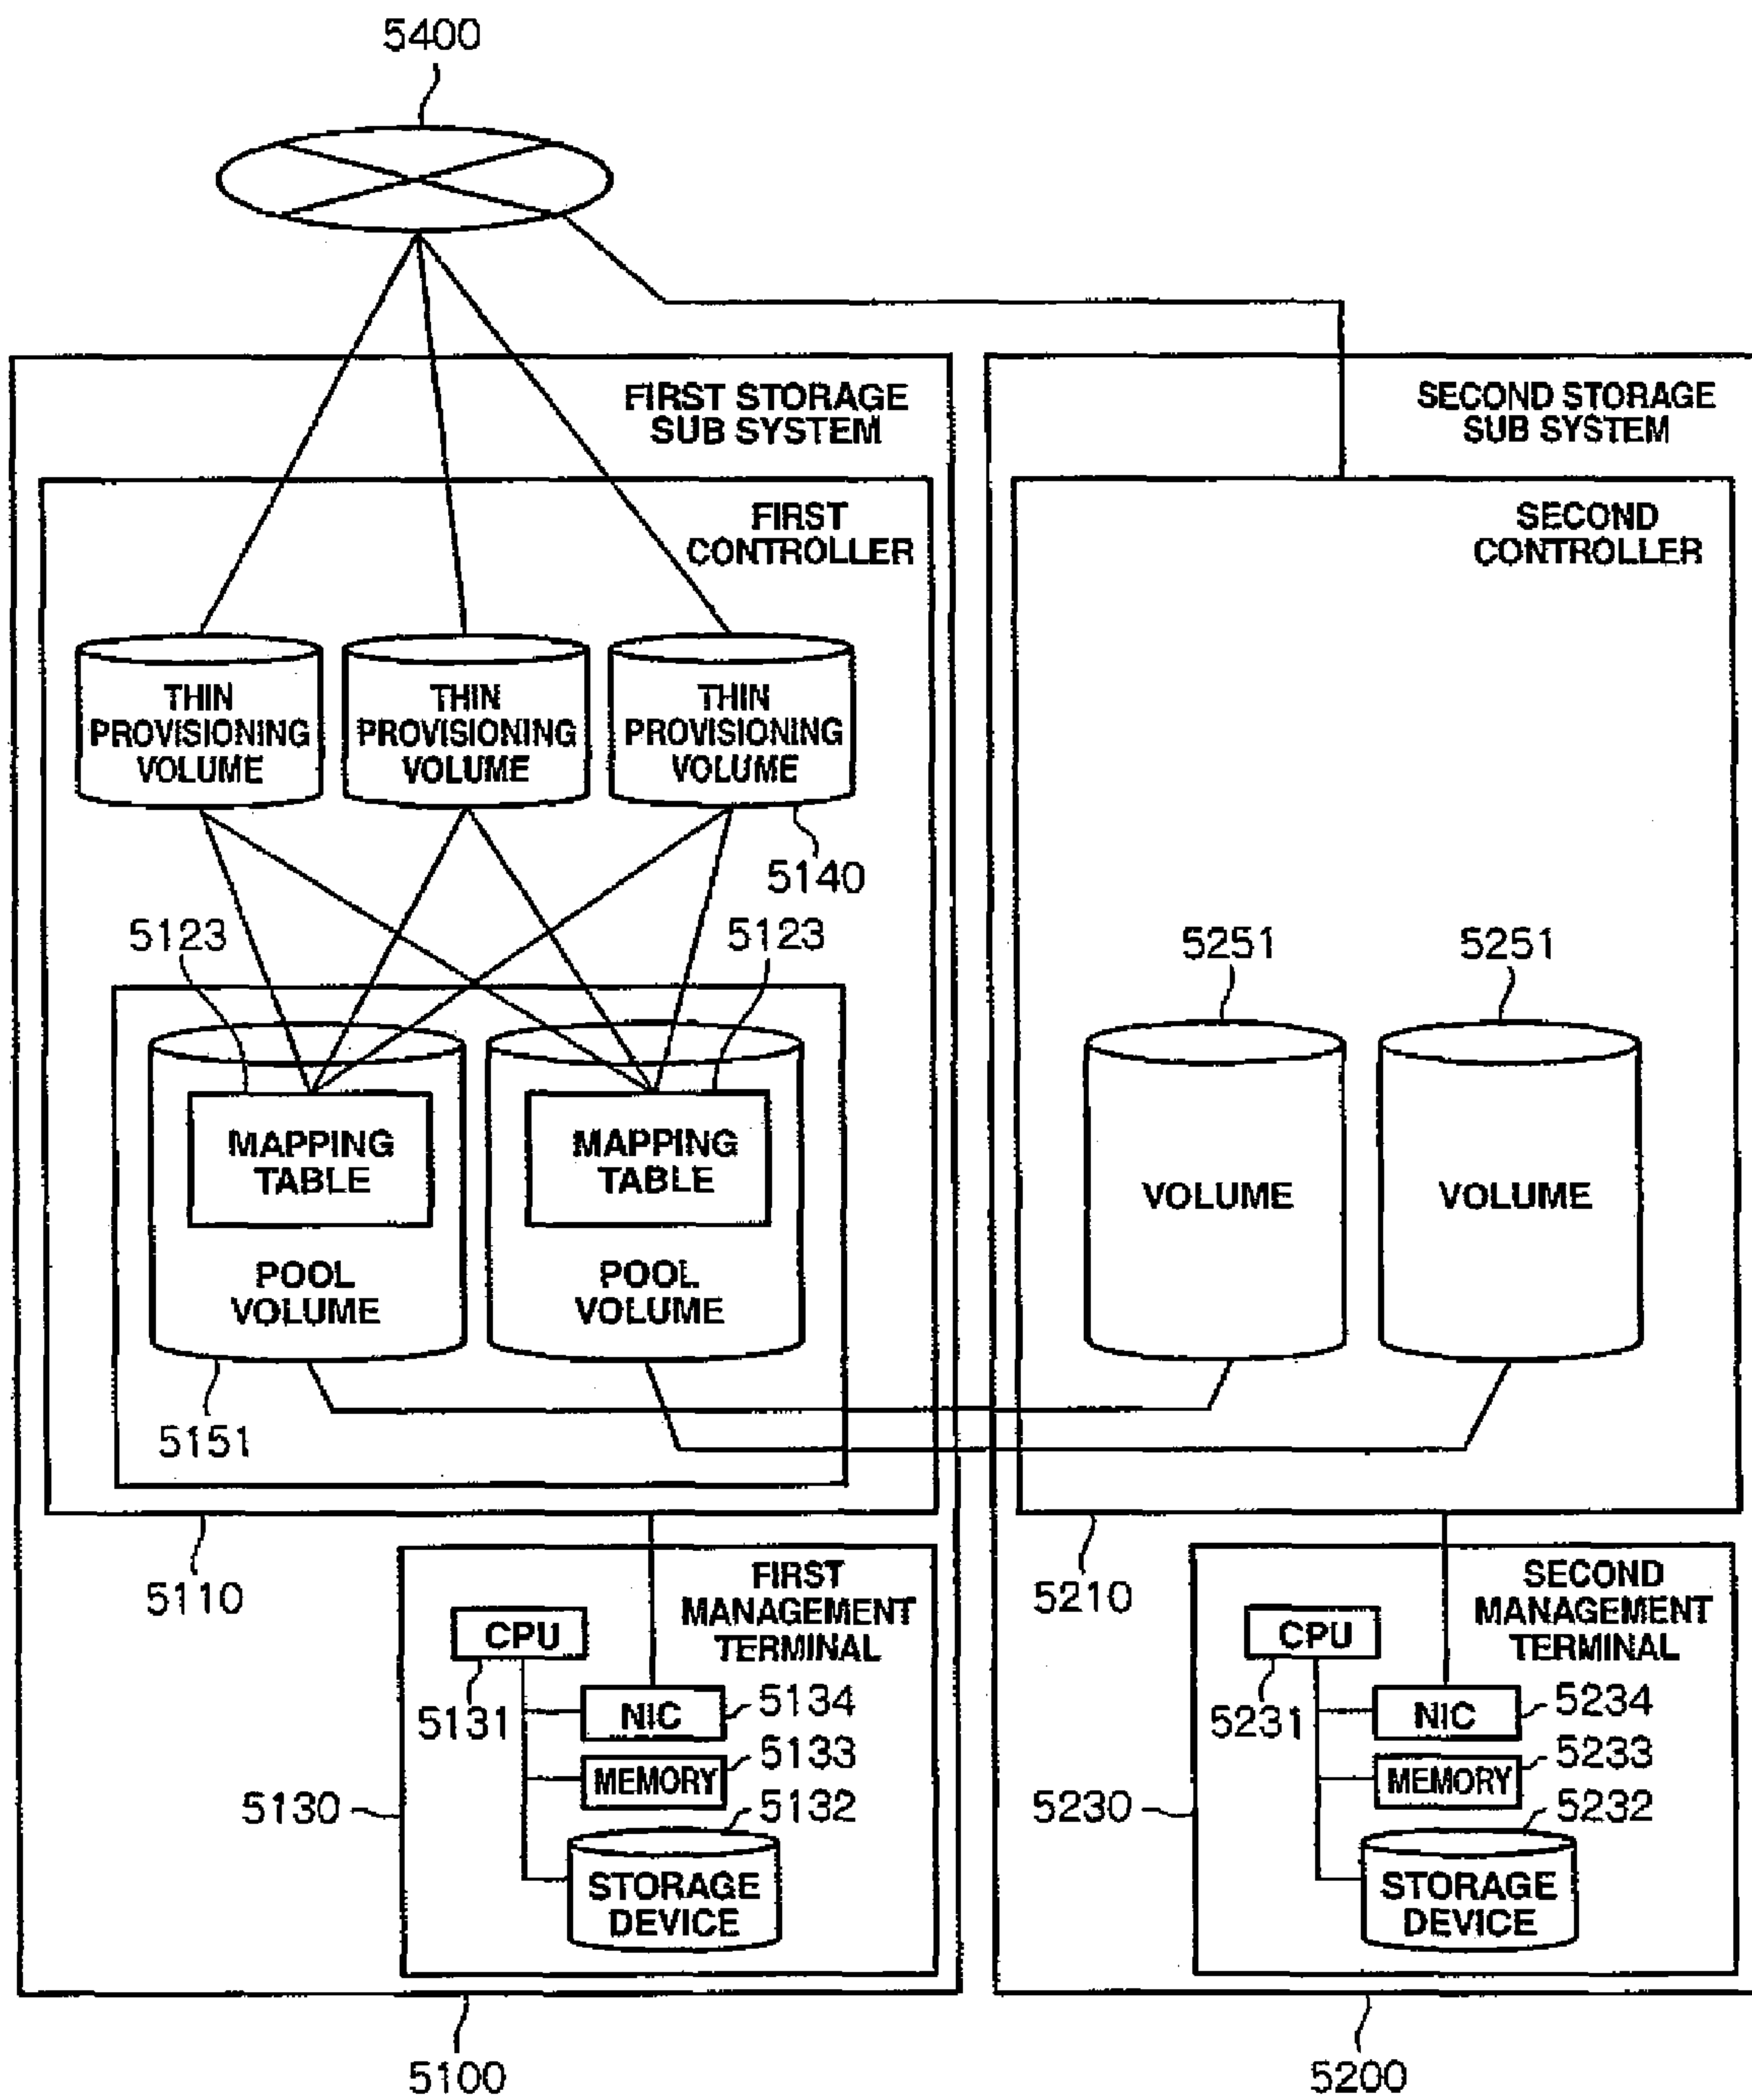 5400
FIRST STORAGE
SUB SYSTEM
SECOND STORAGE
SUB SYSTEM
FIRST
CONTROLLER
SECOND
CONTROLLER
THIN
PROVISIONING
VOLUME
THIN
PROVISIONING
VOLUME
THIN
PROVISIONING
VOLUME
5140
5123
5123
5251
5251
MAPPING
TABLE
MAPPING
TABLE
VOLUME
VOLUME
POOL
VOLUME
POOL
VOLUME
5151
5110
FIRST
MANAGEMENT
TERMINAL
5210
SECOND
MANAGEMENT
TERMINAL
CPU
5131
NIC
5134
MEMORY
5133
5130
5132
STORAGE
DEVICE
CPU
5231
NIC
5234
MEMORY
5233
5230
5232
STORAGE
DEVICE
5100
5200